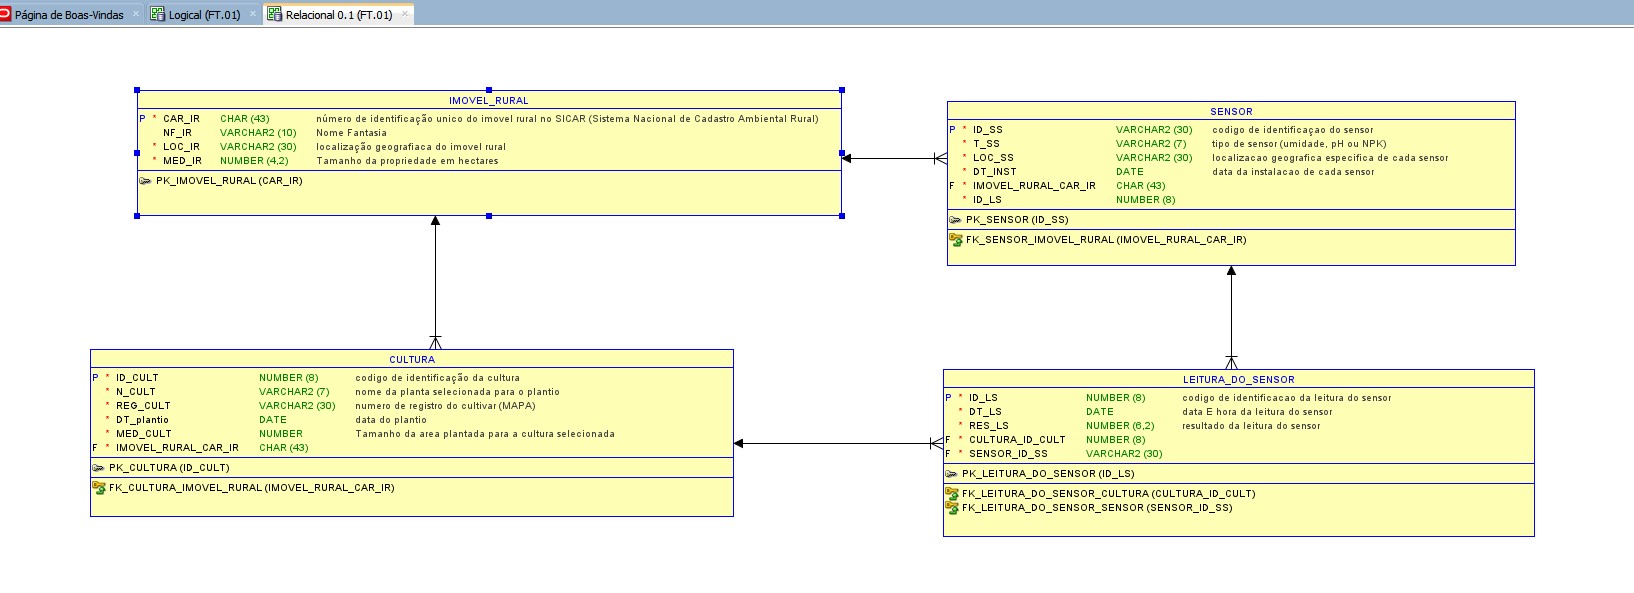 Página de Boas-Vindas × Logical (FT.01) × Relacional 0.1 (FT.01) ×
IMOVEL_RURAL
P * CAR_IR CHAR (43) número de identificação unico do imovel rural no SICAR (Sistema Nacional de Cadastro Ambiental Rural)
NF_IR VARCHAR2 (10) Nome Fantasia
* LOC_IR VARCHAR2 (30) localização geografiaca do imovel rural
* MED_IR NUMBER (4,2) Tamanho da propriedade em hectares
PK_IMOVEL_RURAL (CAR_IR)
SENSOR
P * ID_SS VARCHAR2 (30) codigo de identificaçao do sensor
* T_SS VARCHAR2 (7) tipo de sensor (umidade, pH ou NPK)
* LOC_SS VARCHAR2 (30) localizacao geografica especifica de cada sensor
* DT_INST DATE data da instalacao de cada sensor
F * IMOVEL_RURAL_CAR_IR CHAR (43)
* ID_LS NUMBER (8)
PK_SENSOR (ID_SS)
FK_SENSOR_IMOVEL_RURAL (IMOVEL_RURAL_CAR_IR)
CULTURA
P * ID_CULT NUMBER (8) codigo de identificação da cultura
* N_CULT VARCHAR2 (7) nome da planta selecionada para o plantio
* REG_CULT VARCHAR2 (30) numero de registro do cultivar (MAPA)
* DT_plantio DATE data do plantio
* MED_CULT NUMBER Tamanho da area plantada para a cultura selecionada
F * IMOVEL_RURAL_CAR_IR CHAR (43)
PK_CULTURA (ID_CULT)
FK_CULTURA_IMOVEL_RURAL (IMOVEL_RURAL_CAR_IR)
LEITURA_DO_SENSOR
P * ID_LS NUMBER (8) codigo de identificacao da leitura do sensor
* DT_LS DATE data E hora da leitura do sensor
* RES_LS NUMBER (6,2) resultado da leitura do sensor
F * CULTURA_ID_CULT NUMBER (8)
F * SENSOR_ID_SS VARCHAR2 (30)
PK_LEITURA_DO_SENSOR (ID_LS)
FK_LEITURA_DO_SENSOR_CULTURA (CULTURA_ID_CULT)
FK_LEITURA_DO_SENSOR_SENSOR (SENSOR_ID_SS)